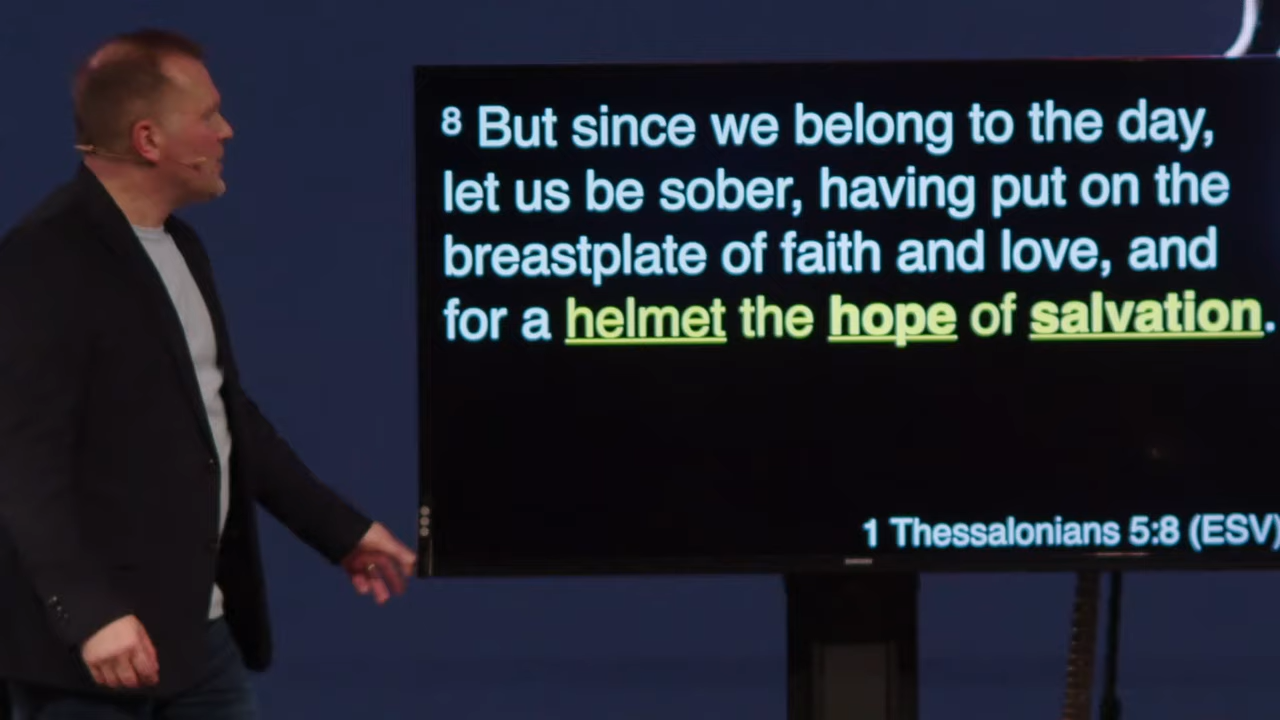 8 But since we belong to the day,
let us be sober, having put on the
breastplate of faith and love, and
for a helmet the hope of salvation.
1 Thessalonians 5:8 (ESV)